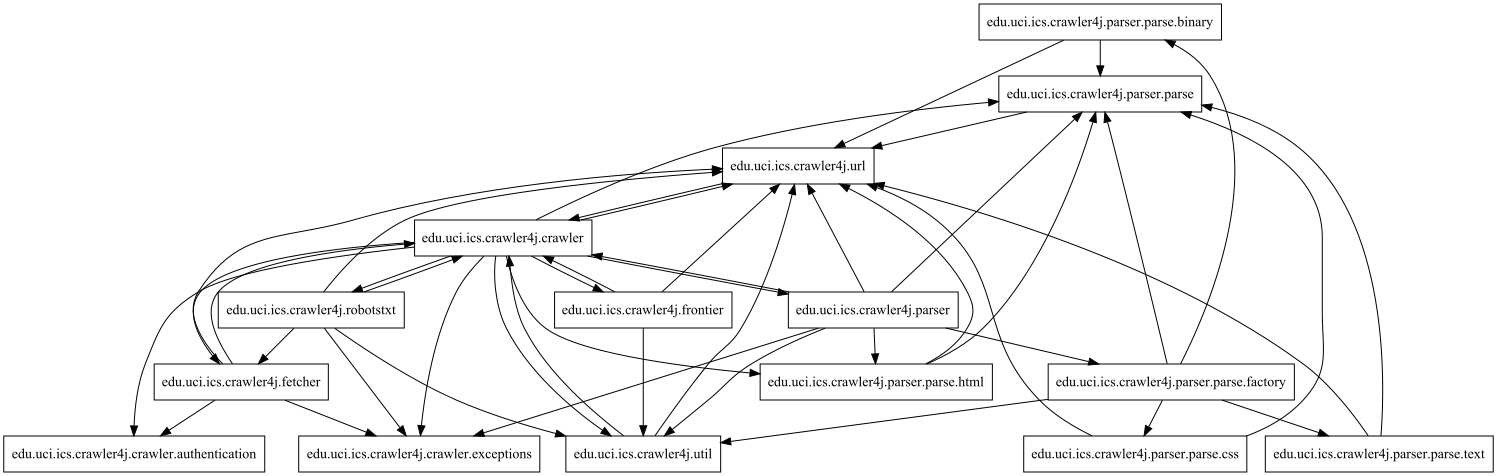 edu.uci.ics.crawler4j.parser.parse.binary
edu.uci.ics.crawler4j.parser.parse
edu.uci.ics.crawler4j.url
edu.uci.ics.crawler4j.crawler
edu.uci.ics.crawler4j.robotstxt
edu.uci.ics.crawler4j.frontier
edu.uci.ics.crawler4j.parser
edu.uci.ics.crawler4j.fetcher
edu.uci.ics.crawler4j.parser.parse.html
edu.uci.ics.crawler4j.parser.parse.factory
edu.uci.ics.crawler4j.crawler.authentication
edu.uci.ics.crawler4j.crawler.exceptions
edu.uci.ics.crawler4j.util
edu.uci.ics.crawler4j.parser.parse.css
edu.uci.ics.crawler4j.parser.parse.text